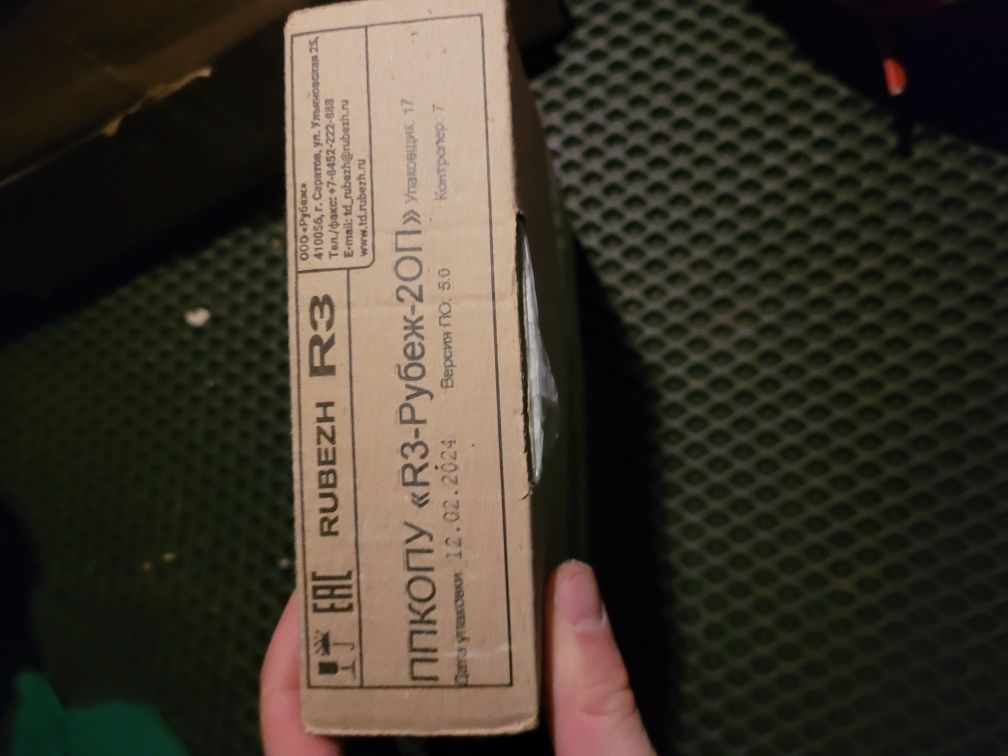 ЕАС RUBEZH R3
ООО «Рубеж»
410056, г. Саратов, ул. Ульяновская 25,
Тел./факс: +7-8452-222-888
E-mail: td_rubezh@rubezh.ru
www.td.rubezh.ru
ППКОПУ «R3-Рубеж-2ОП» Упаковщик: 17
Дата упаковки: 12.02.2024 Версия ПО: 5.0 Контролер: 7